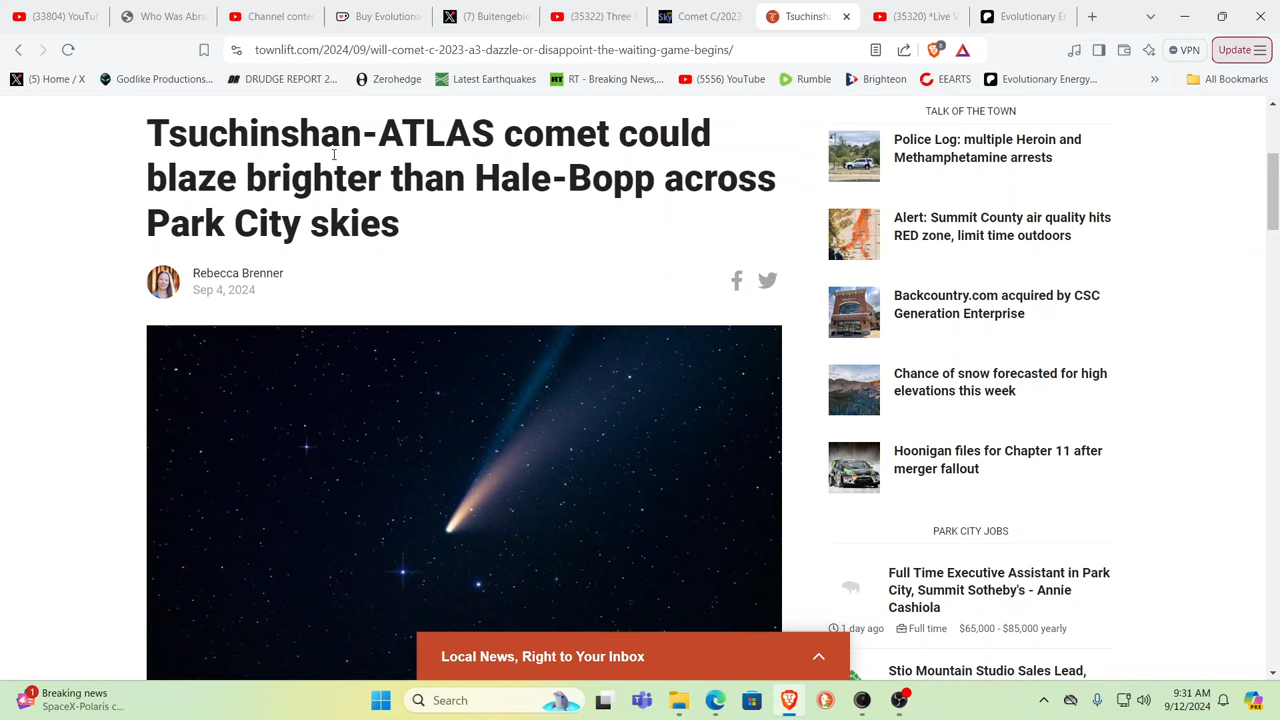 (33804) YouTu
Who Was Abra
Channel conte
Buy Evolutiona
(7) Buitengebi
(35322) Three
Comet C/2023
Tsuchinsh
(35320) *Live V
Evolutionary E
townlift.com/2024/09/will-comet-c-2023-a3-dazzle-or-disappoint-the-waiting-game-begins/
6
VPN
Update
(5) Home / X
Godlike Productions...
DRUDGE REPORT 2...
Zerohedge
Latest Earthquakes
RT - Breaking News,...
(5556) YouTube
Rumble
Brighteon
EEARTS
Evolutionary Energy...
All Bookmarks
Tsuchinshan-ATLAS comet could
blaze brighter than Hale-Bopp across
Park City skies
Rebecca Brenner
Sep 4, 2024
TALK OF THE TOWN
Police Log: multiple Heroin and
Methamphetamine arrests
Alert: Summit County air quality hits
RED zone, limit time outdoors
Backcountry.com acquired by CSC
Generation Enterprise
Chance of snow forecasted for high
elevations this week
Hoonigan files for Chapter 11 after
merger fallout
PARK CITY JOBS
Full Time Executive Assistant in Park
City, Summit Sotheby's - Annie
Cashiola
1 day ago Full time $65,000 - $85,000 yearly
Stio Mountain Studio Sales Lead,
Local News, Right to Your Inbox
1
Breaking news
SpaceX-Polaris c...
Search
9:31 AM
9/12/2024